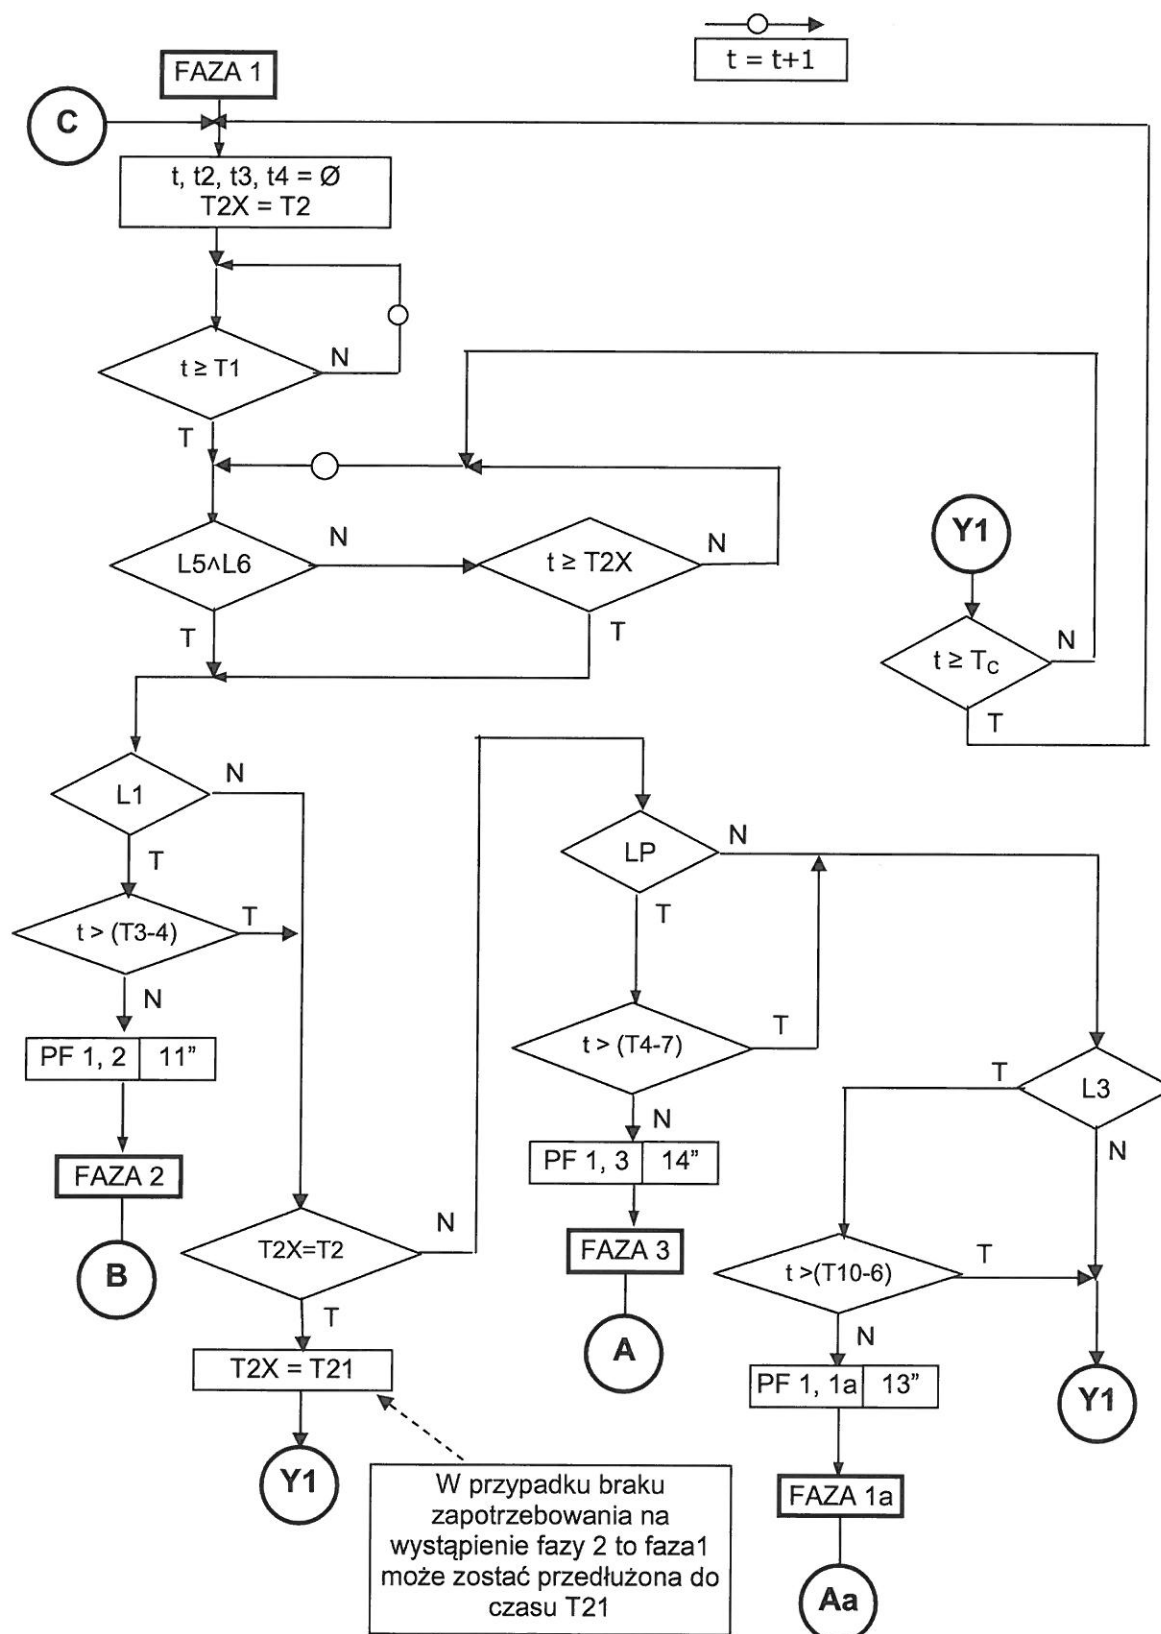 t = t+1
FAZA 1
C
t, t2, t3, t4 = Ø
T2X = T2
t ≥ T1
N
T
L5∧L6
N
T
t ≥ T2X
N
T
Y1
t ≥ TC
N
T
L1
N
T
t > (T3-4)
T
N
PF 1, 2
11”
FAZA 2
B
T2X=T2
N
T
T2X = T21
Y1
W przypadku braku
zapotrzebowania na
wystąpienie fazy 2 to faza1
może zostać przedłużona do
czasu T21
LP
N
T
t > (T4-7)
T
N
PF 1, 3
14”
FAZA 3
A
L3
T
N
t >(T10-6)
T
N
PF 1, 1a
13”
FAZA 1a
Aa
Y1